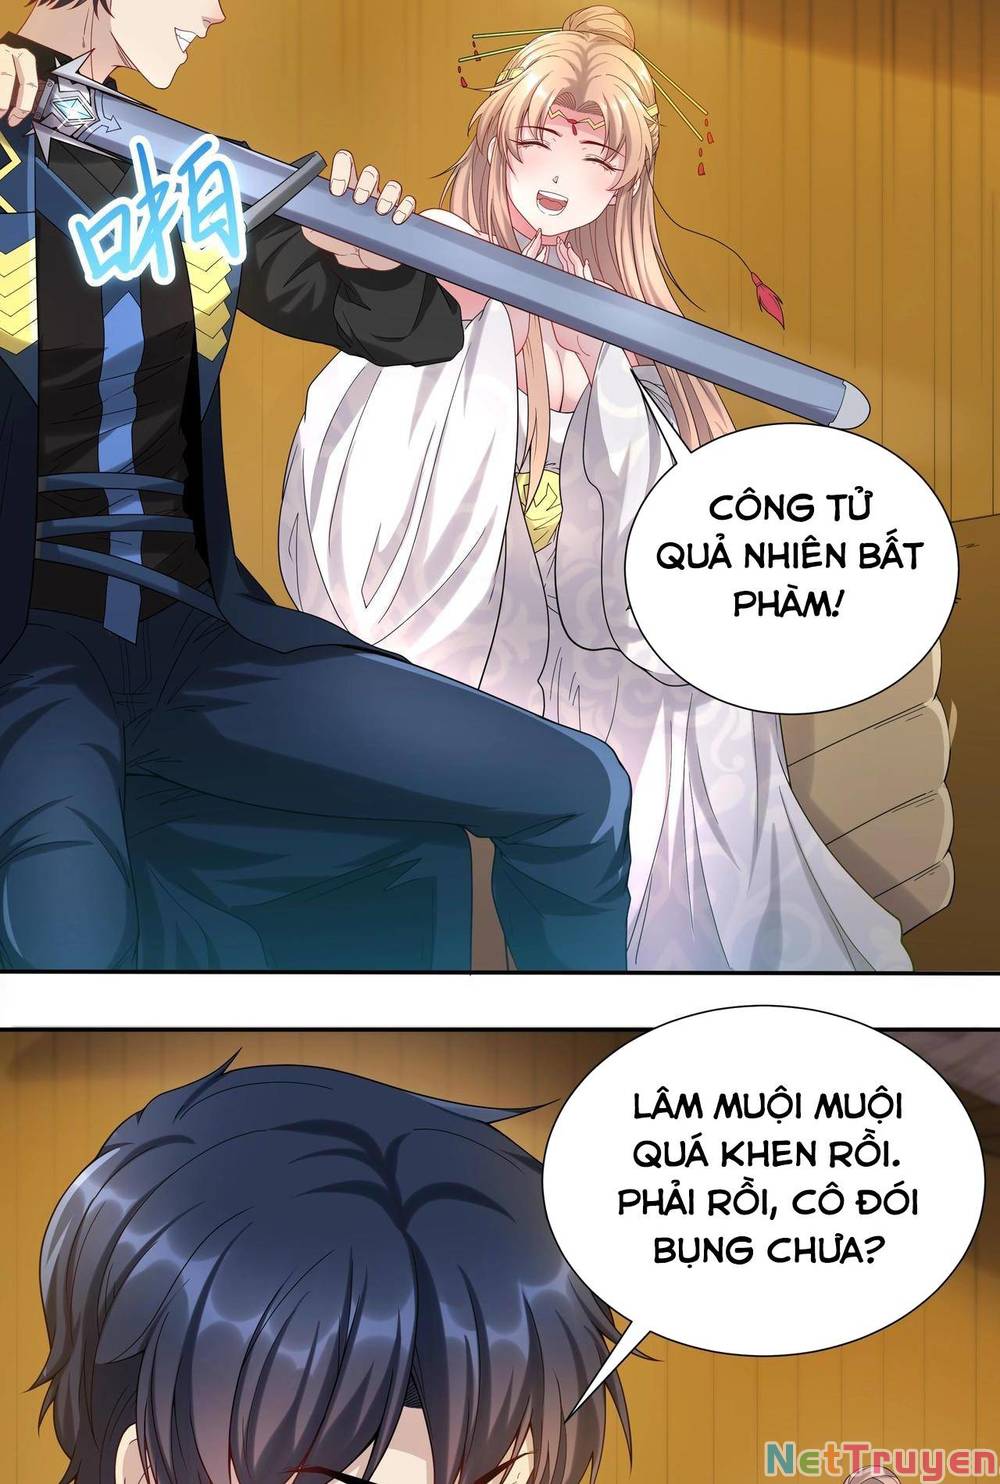 啪
CÔNG TỬ
QUẢ NHIÊN BẤT
PHÀM!
LÂM MUỘI MUỘI
QUÁ KHEN RỒI.
PHẢI RỒI, CÔ ĐÓI
BỤNG CHƯA?
NetTruyen